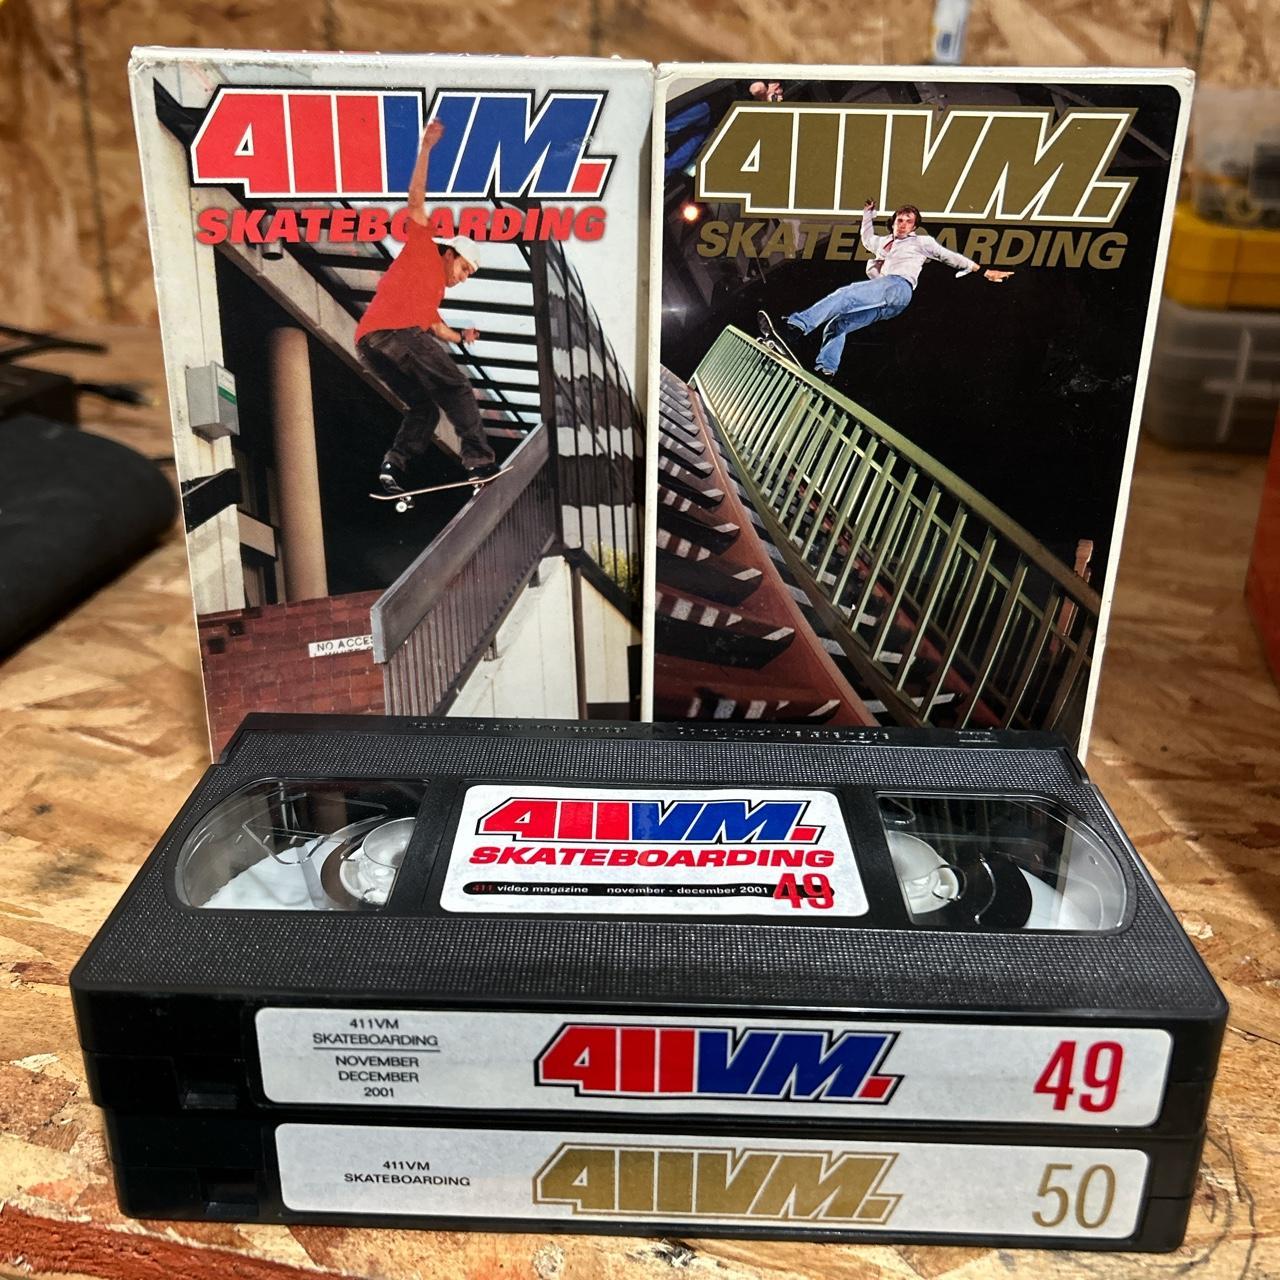 411VM.
SKATEBOARDING
NO ACCES
411VM.
SKATEBOARDING
411VM.
SKATEBOARDING
411 video magazine november - december 2001 49
411VM
SKATEBOARDING
NOVEMBER
DECEMBER
2001
411VM.
49
411VM
SKATEBOARDING
411VM.
50